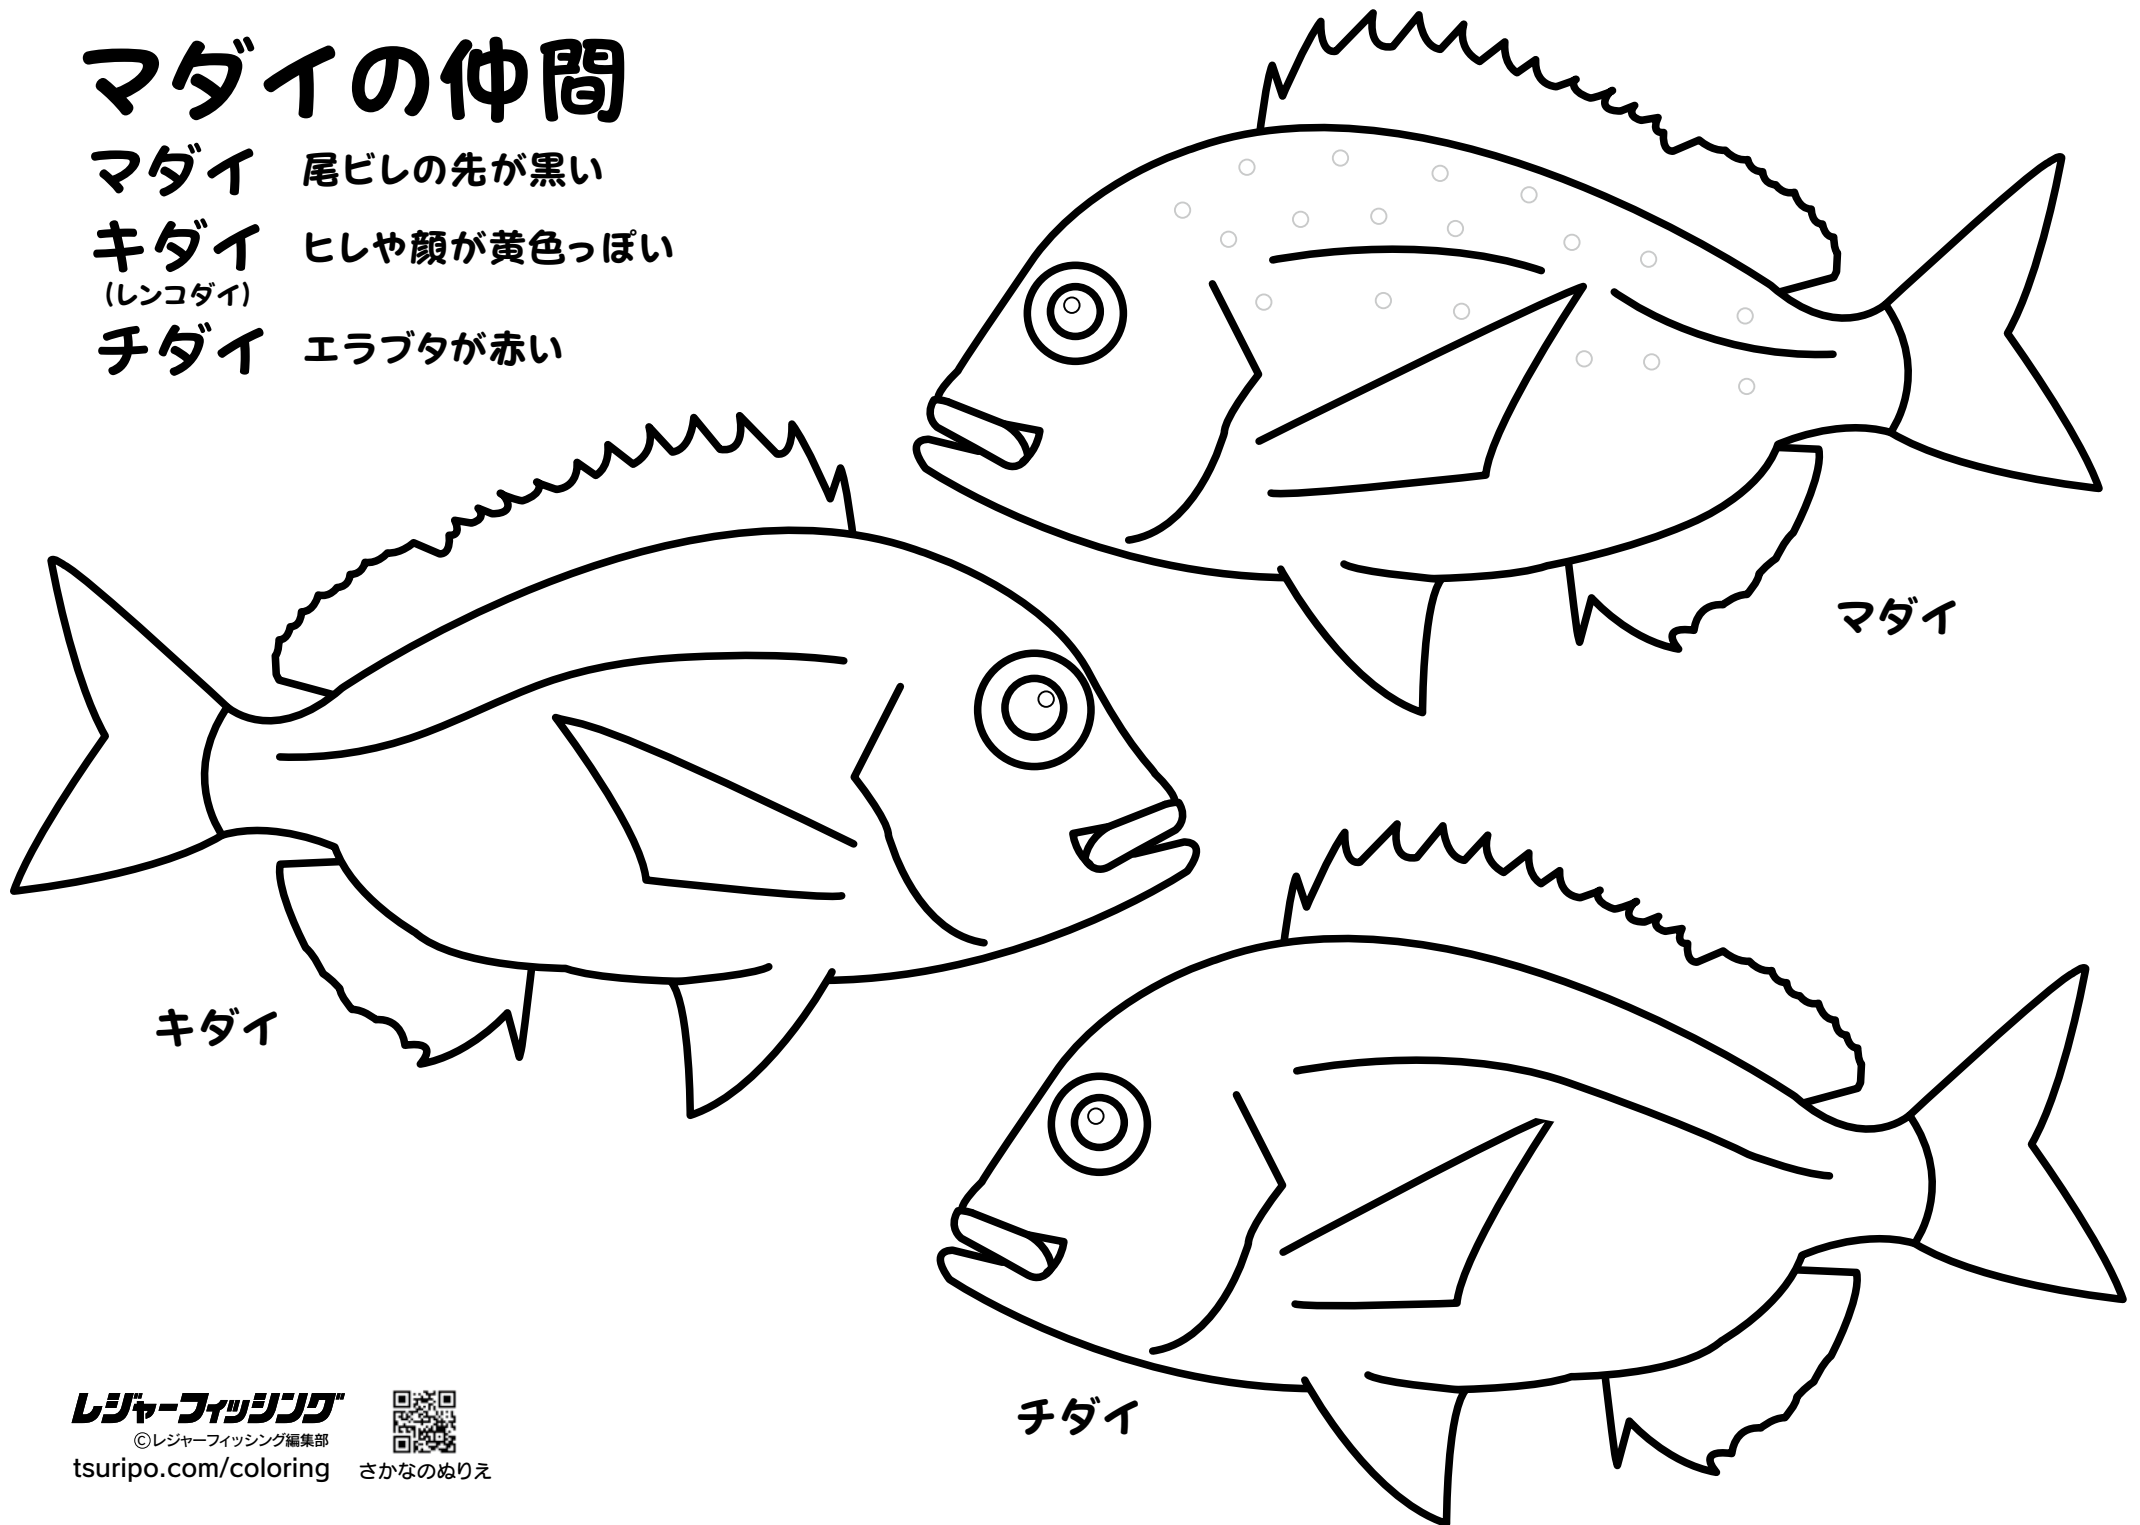 マダイの仲間
マダイ 尾ビレの先が黒い
キダイ ヒレや顔が黄色っぽい
(レンコダイ)
チダイ エラブタが赤い
マダイ
キダイ
チダイ
レジャーフィッシング
©レジャーフィッシング編集部
tsuripo.com/coloring
さかなのぬりえ